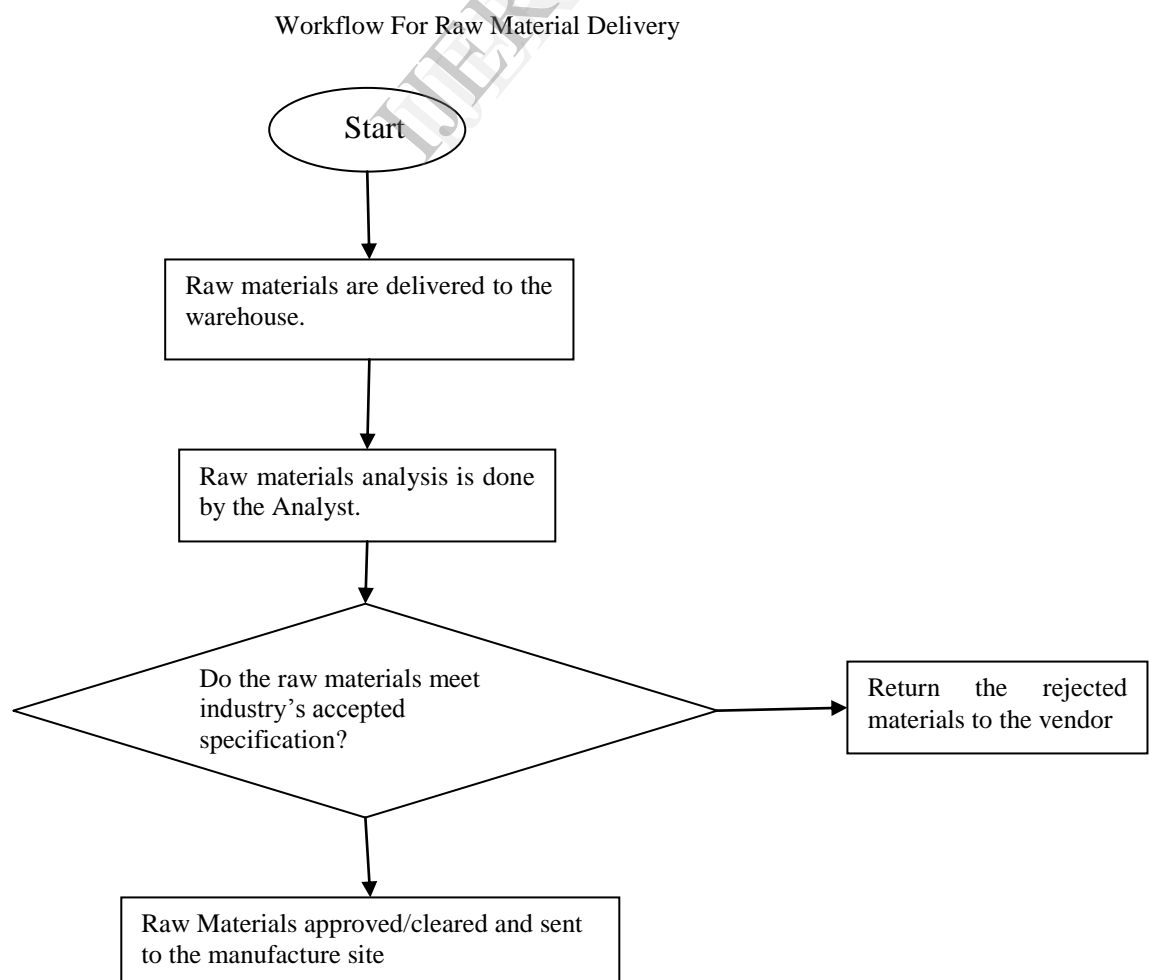 Workflow For Raw Material Delivery
Start
Raw materials are delivered to the
warehouse.
Raw materials analysis is done
by the Analyst.
Do the raw materials meet
industry’s accepted
specification?
Return the rejected
materials to the vendor
Raw Materials approved/cleared and sent
to the manufacture site